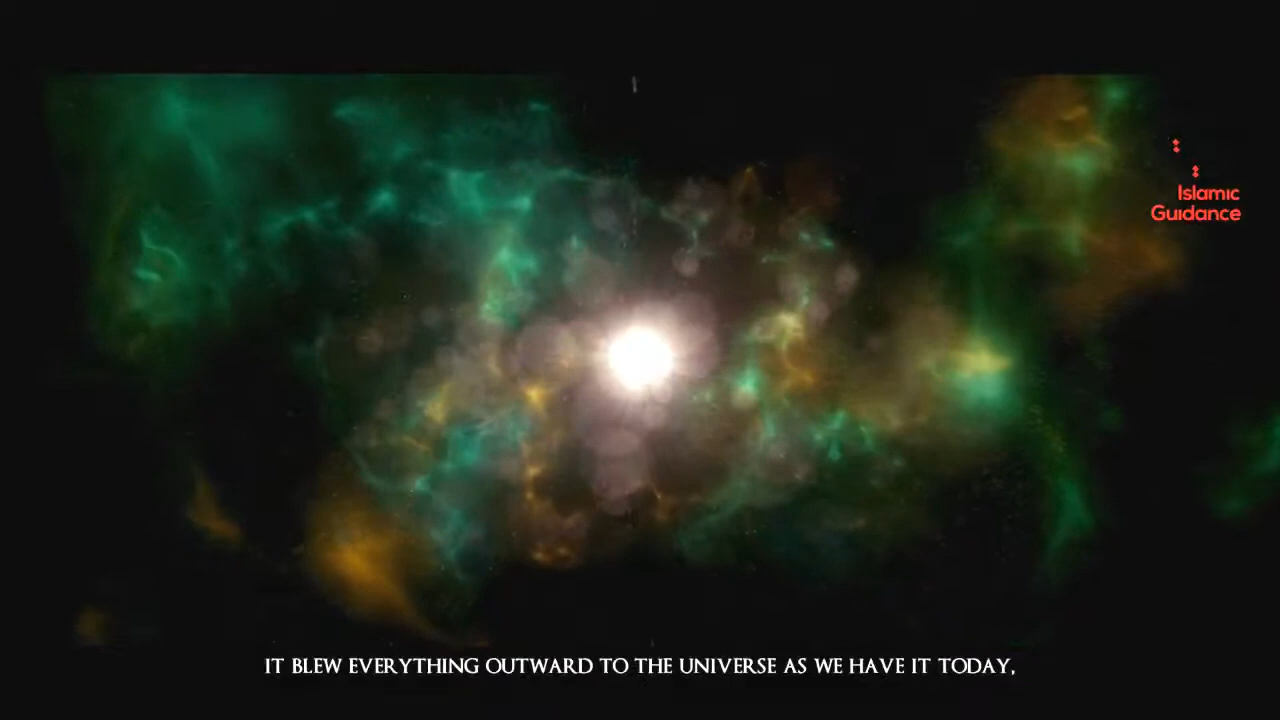 Islamic
Guidance
IT BLEW EVERYTHING OUTWARD TO THE UNIVERSE AS WE HAVE IT TODAY,